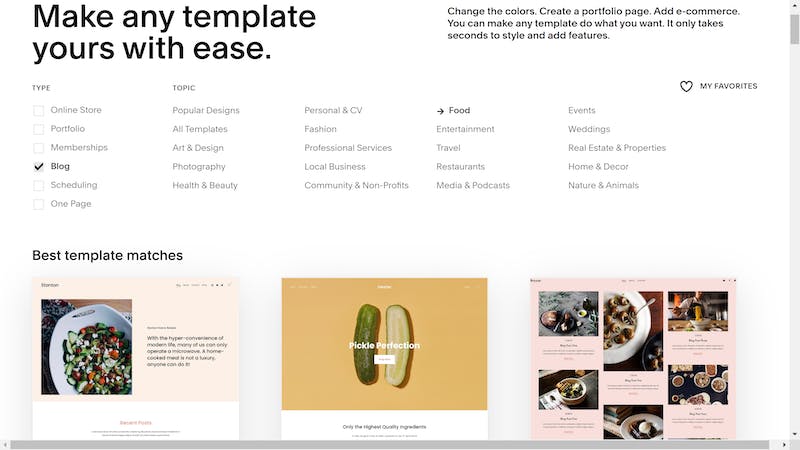 Make any template
yours with ease.
Change the colors. Create a portfolio page. Add e-commerce.
You can make any template do what you want. It only takes
seconds to style and add features.
TYPE
TOPIC
MY FAVORITES
Online Store
Portfolio
Memberships
Blog
Scheduling
One Page
Popular Designs
All Templates
Art & Design
Photography
Health & Beauty
Personal & CV
Fashion
Professional Services
Local Business
Community & Non-Profits
→ Food
Entertainment
Travel
Restaurants
Media & Podcasts
Events
Weddings
Real Estate & Properties
Home & Decor
Nature & Animals
Best template matches
Stanton
With the hyper-convenience of
modern life, many of us can only
operate a microwave. A home-
cooked meal is not a luxury,
anyone can do it!
Recent Posts
Pickle Perfection
Only the Highest Quality Ingredients